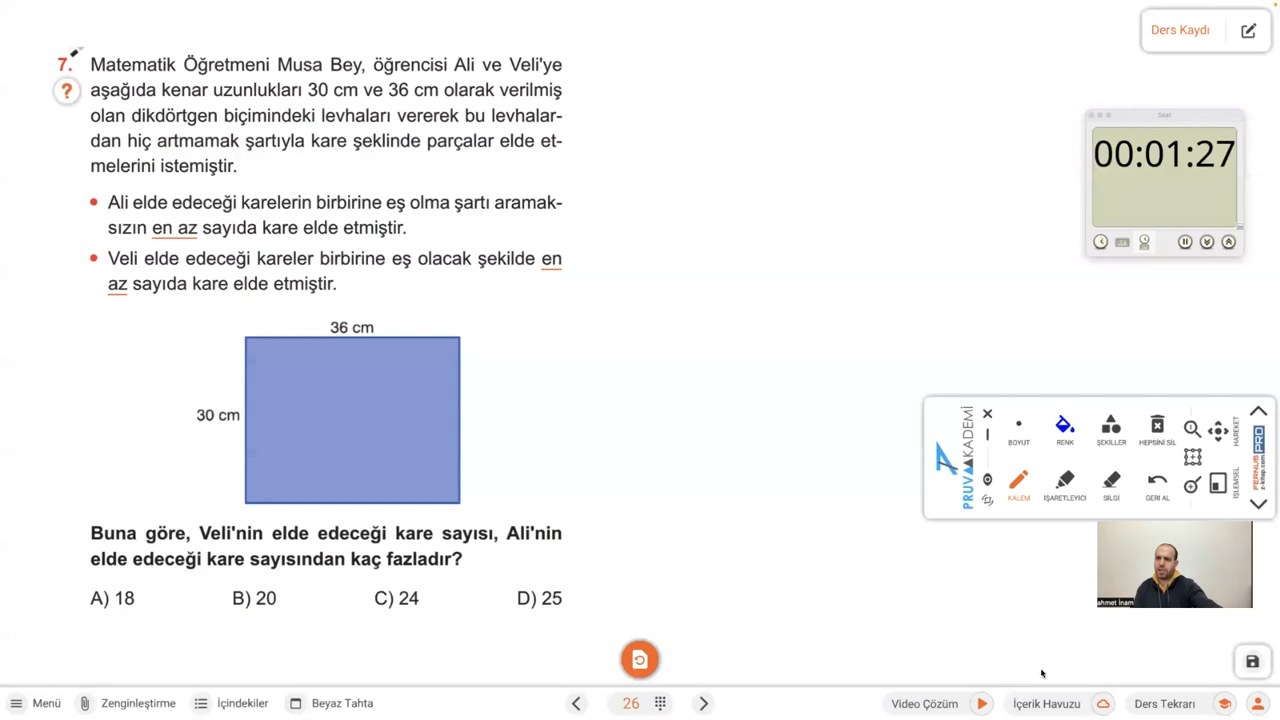 Ders Kaydı
7. Matematik Öğretmeni Musa Bey, öğrencisi Ali ve Veli'ye
? aşağıda kenar uzunlukları 30 cm ve 36 cm olarak verilmiş
olan dikdörtgen biçimindeki levhaları vererek bu levhalar-
dan hiç artmamak şartıyla kare şeklinde parçalar elde et-
melerini istemiştir.
• Ali elde edeceği karelerin birbirine eş olma şartı aramak-
sızın en az sayıda kare elde etmiştir.
• Veli elde edeceği kareler birbirine eş olacak şekilde en
az sayıda kare elde etmiştir.
36 cm
30 cm
Buna göre, Veli'nin elde edeceği kare sayısı, Ali'nin
elde edeceği kare sayısından kaç fazladır?
A) 18 B) 20 C) 24 D) 25
Saat
00:01:27
PRUVA AKADEMİ
BOYUT RENK ŞEKİLLER HEPSİNİ SİL
KALEM İŞARETLEYİCİ SİLGİ GERİ AL
HAREKET
İŞLEMSEL
FERNUS PRO
z-kitap.com
ahmet İnam
Menü Zenginleştirme İçindekiler Beyaz Tahta 26 Video Çözüm İçerik Havuzu Ders Tekrarı